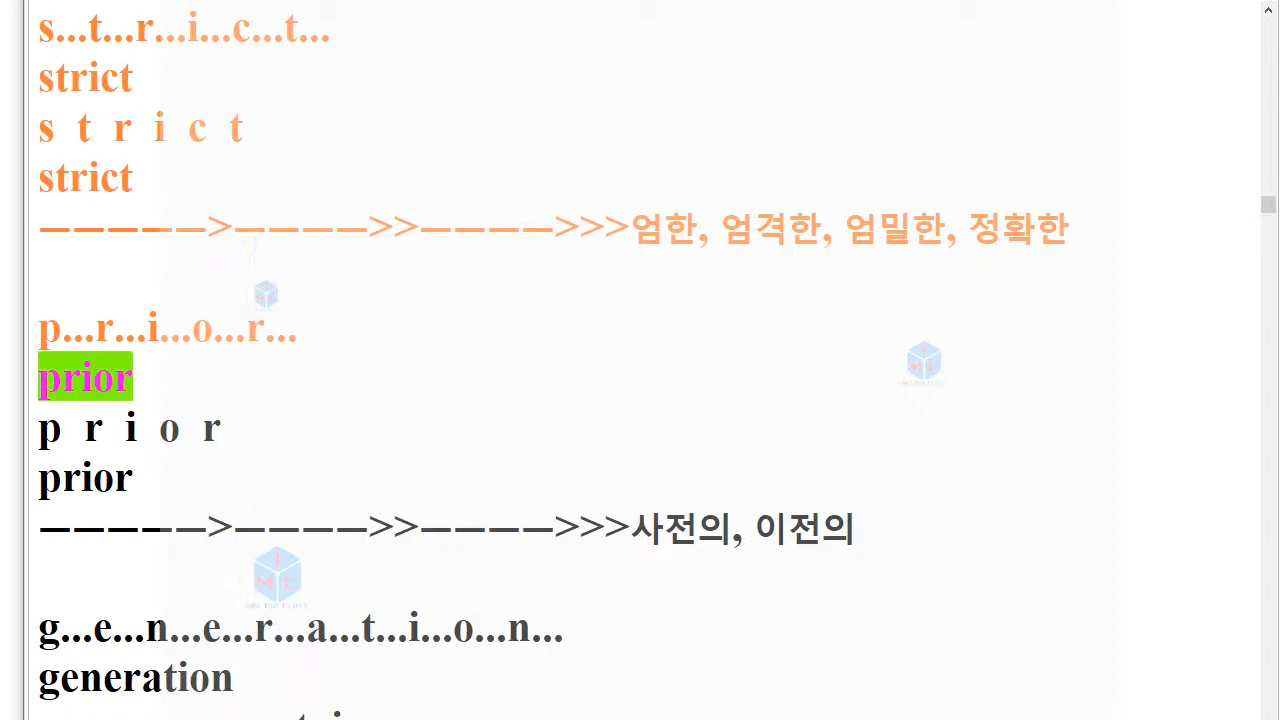 s...t...r...i...c...t...
strict
s t r i c t
strict
——————>————>>————>>>엄한, 엄격한, 엄밀한, 정확한
p...r...i...o...r...
prior
p r i o r
prior
——————>————>>————>>>사전의, 이전의
g...e...n...e...r...a...t...i...o...n...
generation